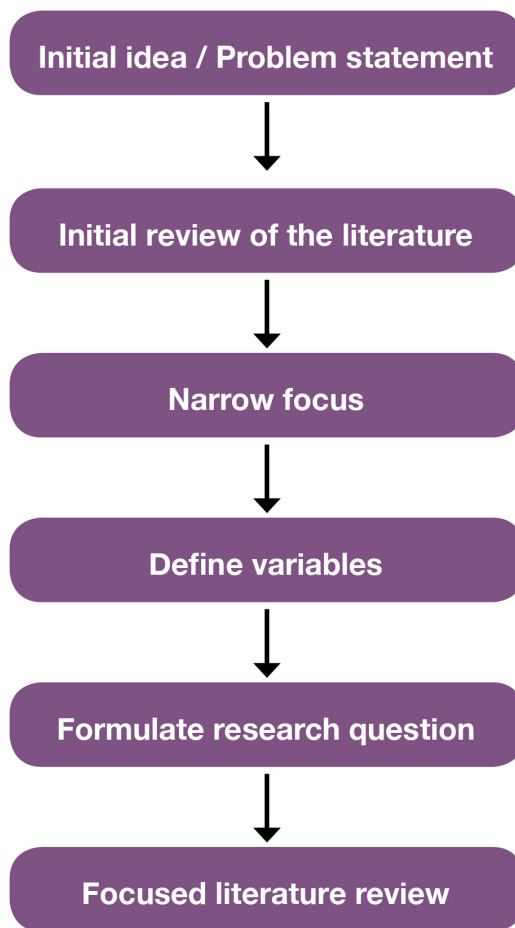 Initial idea / Problem statement
Initial review of the literature
Narrow focus
Define variables
Formulate research question
Focused literature review